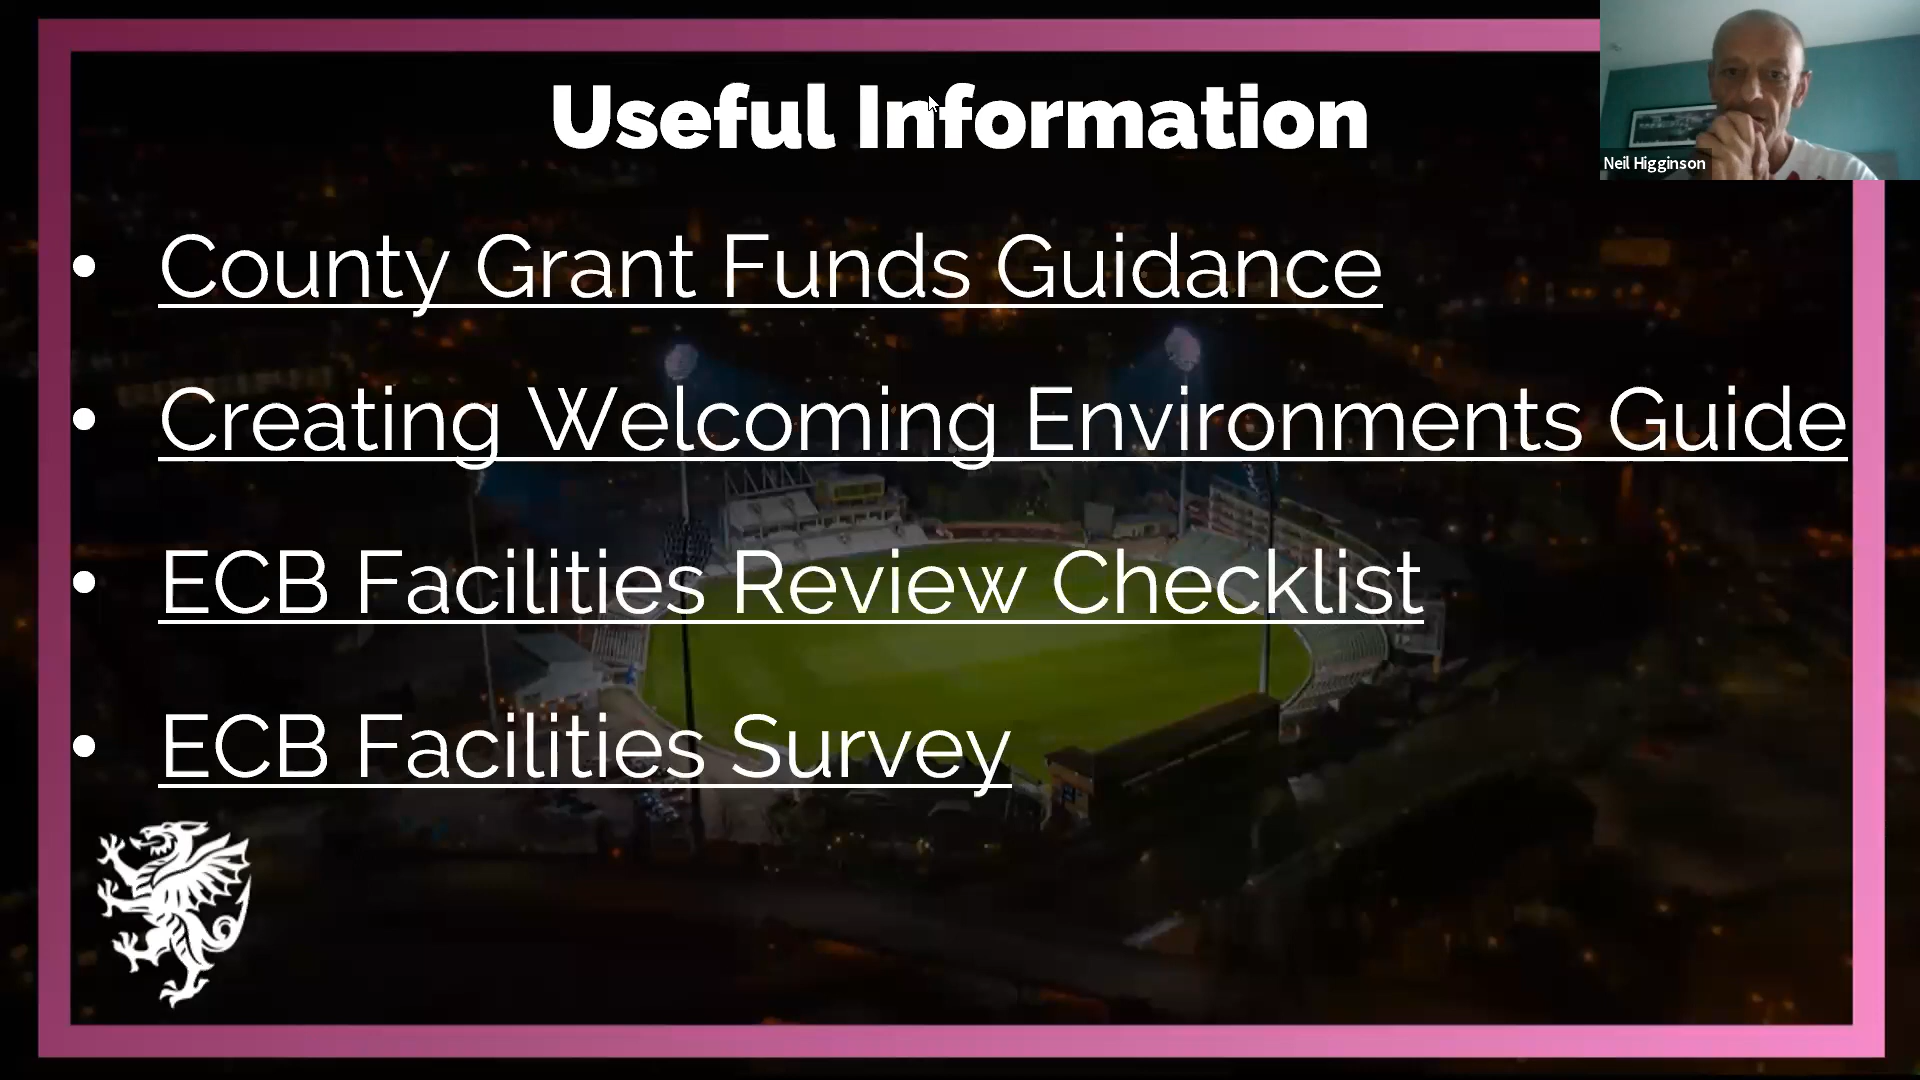 Useful Information
Neil Higginson
• County Grant Funds Guidance
• Creating Welcoming Environments Guide
• ECB Facilities Review Checklist
• ECB Facilities Survey